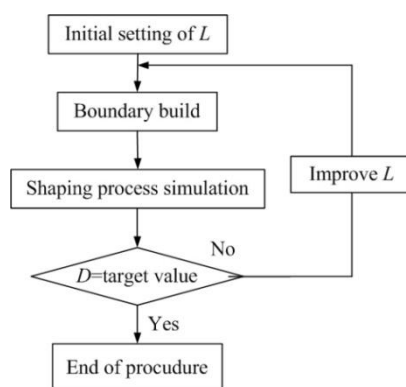 Initial setting of L
Boundary build
Shaping process simulation
Improve L
No
D=target value
Yes
End of procudure